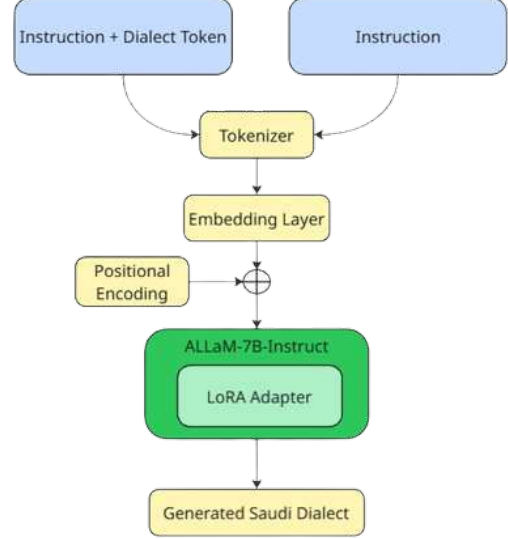 Instruction + Dialect Token
Instruction
Tokenizer
Embedding Layer
Positional
Encoding
ALLaM-7B-Instruct
LoRA Adapter
Generated Saudi Dialect